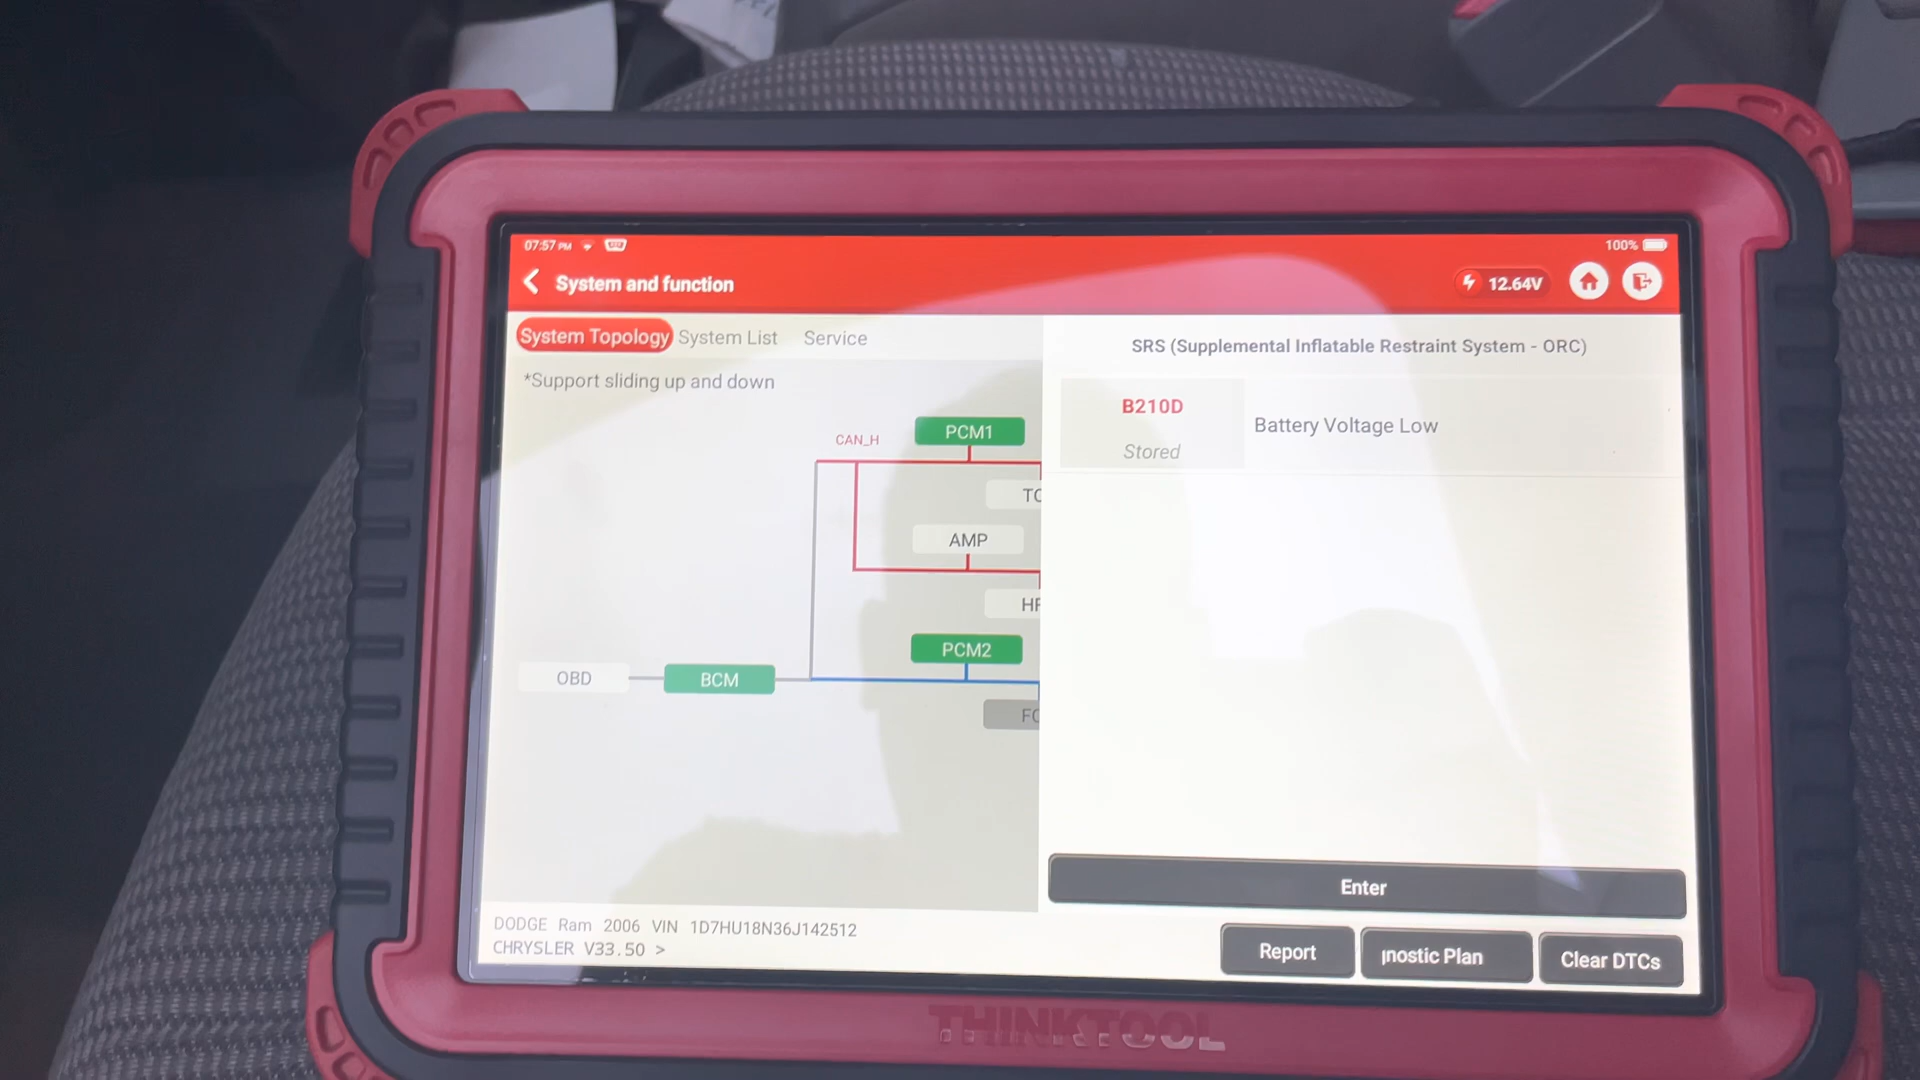 07:57 PM
100%
System and function
12.64V
System Topology
System List
Service
*Support sliding up and down
SRS (Supplemental Inflatable Restraint System - ORC)
B210D
Stored
Battery Voltage Low
CAN_H
PCM1
TC
AMP
HF
PCM2
OBD
BCM
FC
Enter
DODGE Ram 2006 VIN 1D7HU18N36J142512
CHRYSLER V33.50 >
Report
nostic Plan
Clear DTCs
THINKTOOL